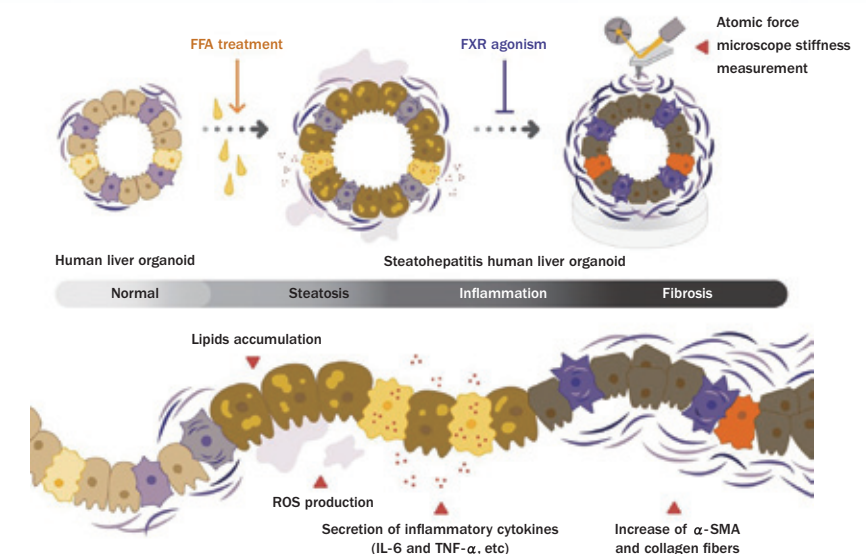 Atomic force
microscope stiffness
measurement
FFA treatment
FXR agonism
Human liver organoid
Steatohepatitis human liver organoid
Normal
Steatosis
Inflammation
Fibrosis
Lipids accumulation
ROS production
Secretion of inflammatory cytokines
(IL-6 and TNF-α, etc)
Increase of α-SMA
and collagen fibers